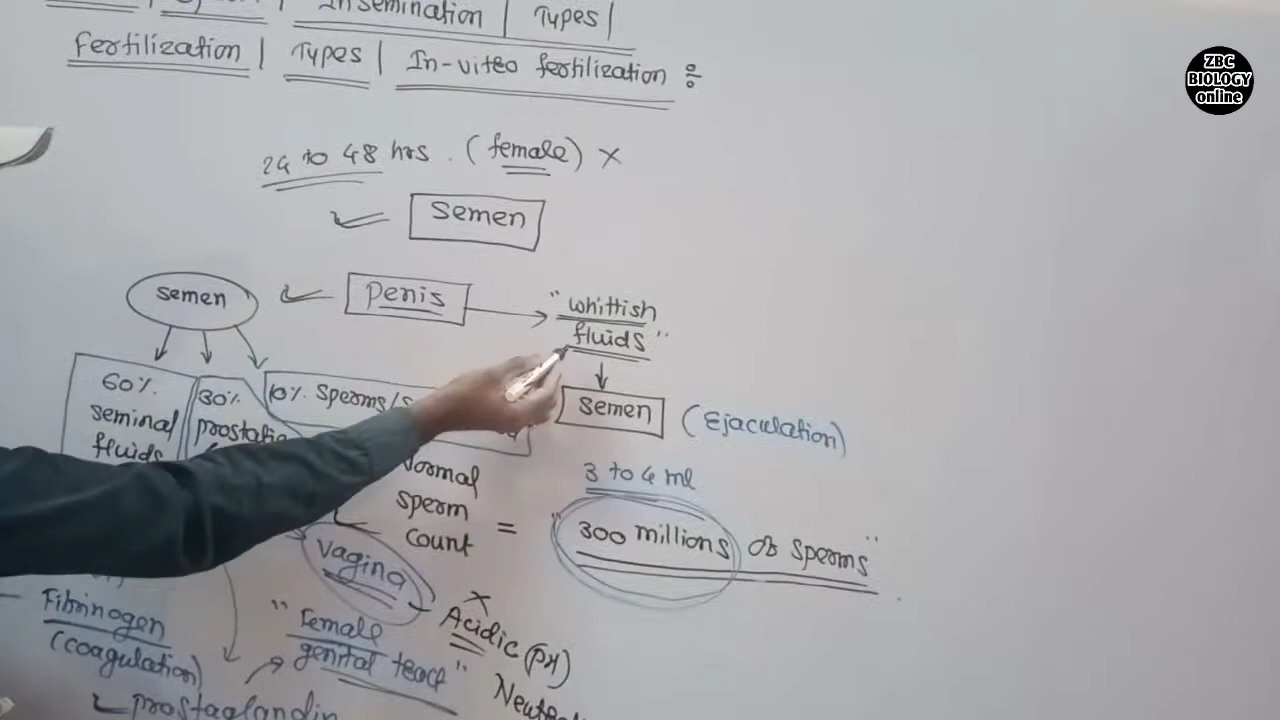 Insemination | Types |
Fertilization | Types | In-vitro fertilization :
24 to 48 hrs. (female) ×
semen
semen
penis
"whittish
fluids"
semen (Ejaculation)
60%
seminal
fluids
30%
prostatic
10% sperms/
Normal
sperm
count =
3 to 4 ml
"300 millions of sperms"
vagina - Acidic (pH)
"Female
genital tract"
Fibrinogen
(coagulation)
prostaglandin
ZBC
BIOLOGY
online